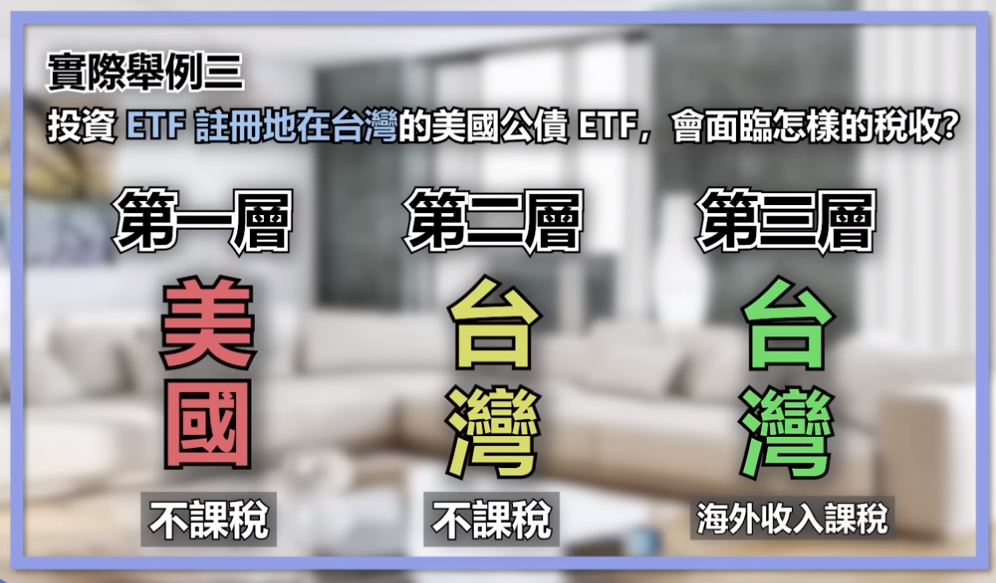 實際舉例三
投資 ETF 註冊地在台灣的美國公債 ETF，會面臨怎樣的稅收？
第一層 第二層 第三層
美國 台灣 台灣
不課稅 不課稅 海外收入課稅